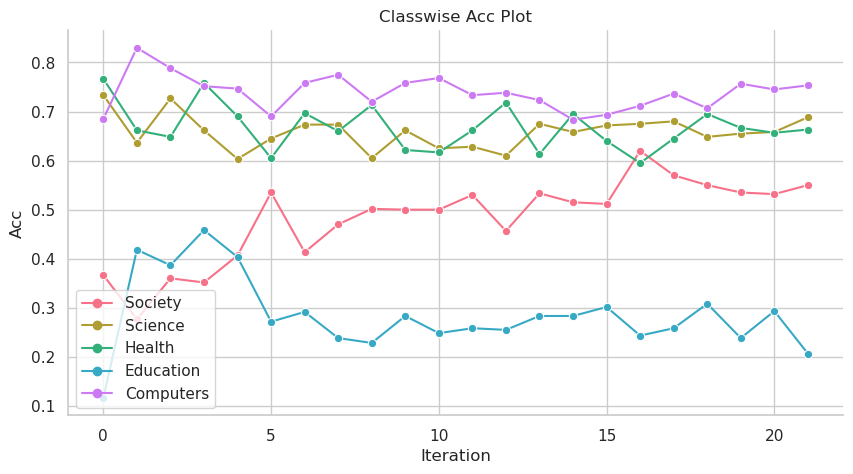 Classwise Acc Plot
Acc
0.8
0.7
0.6
0.5
0.4
0.3
0.2
0.1
Society
Science
Health
Education
Computers
0 5 10 15 20
Iteration